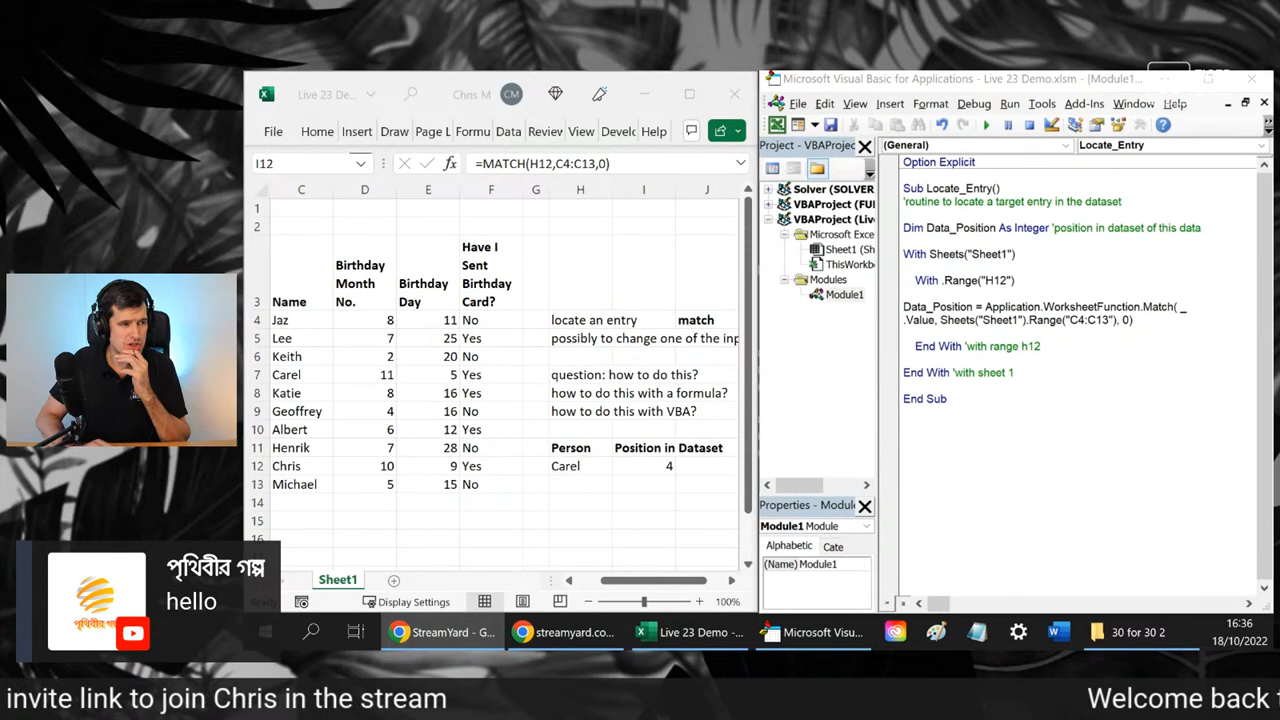 Live 23 De...
Chris M
CM
File Home Insert Draw Page L Formu Data Review View Develc Help
I12
fx
=MATCH(H12,C4:C13,0)
C D E F G H I J
1
2
3 Name Birthday Month No. Birthday Day Have I Sent Birthday Card?
4 Jaz 8 11 No locate an entry match
5 Lee 7 25 Yes possibly to change one of the inp
6 Keith 2 20 No
7 Carel 11 5 Yes question: how to do this?
8 Katie 8 16 Yes how to do this with a formula?
9 Geoffrey 4 16 No how to do this with VBA?
10 Albert 6 12 Yes
11 Henrik 7 28 No Person Position in Dataset
12 Chris 10 9 Yes Carel 4
13 Michael 5 15 No
14
15
16
Sheet1
Display Settings
100%
Microsoft Visual Basic for Applications - Live 23 Demo.xlsm - [Module1...
File Edit View Insert Format Debug Run Tools Add-Ins Window Help
Project - VBAProjec
Solver (SOLVER
VBAProject (FU
VBAProject (Liv
Microsoft Exce
Sheet1 (Sh
ThisWorkb
Modules
Module1
Properties - Module
Module1 Module
Alphabetic Cate
(Name) Module1
(General) Locate_Entry
Option Explicit
Sub Locate_Entry()
'routine to locate a target entry in the dataset
Dim Data_Position As Integer 'position in dataset of this data
With Sheets("Sheet1")
With .Range("H12")
Data_Position = Application.WorksheetFunction.Match( _
.Value, Sheets("Sheet1").Range("C4:C13"), 0)
End With 'with range h12
End With 'with sheet 1
End Sub
পৃথিবীর গল্প
hello
StreamYard - G... streamyard.co... Live 23 Demo -... Microsoft Visu... 30 for 30 2
16:36
18/10/2022
invite link to join Chris in the stream
Welcome back